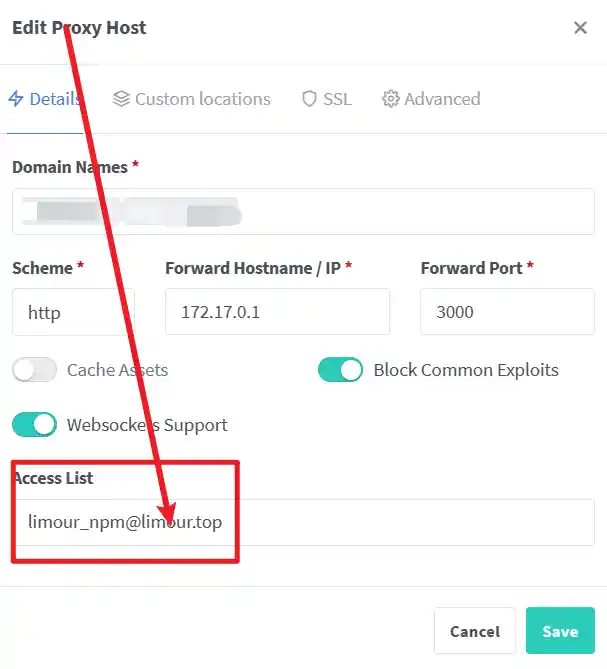 Edit Proxy Host
Details Custom locations SSL Advanced
Domain Names *
Scheme * Forward Hostname / IP * Forward Port *
http 172.17.0.1 3000
Cache Assets Block Common Exploits
Websockets Support
Access List
limour_npm@limour.top
Cancel Save